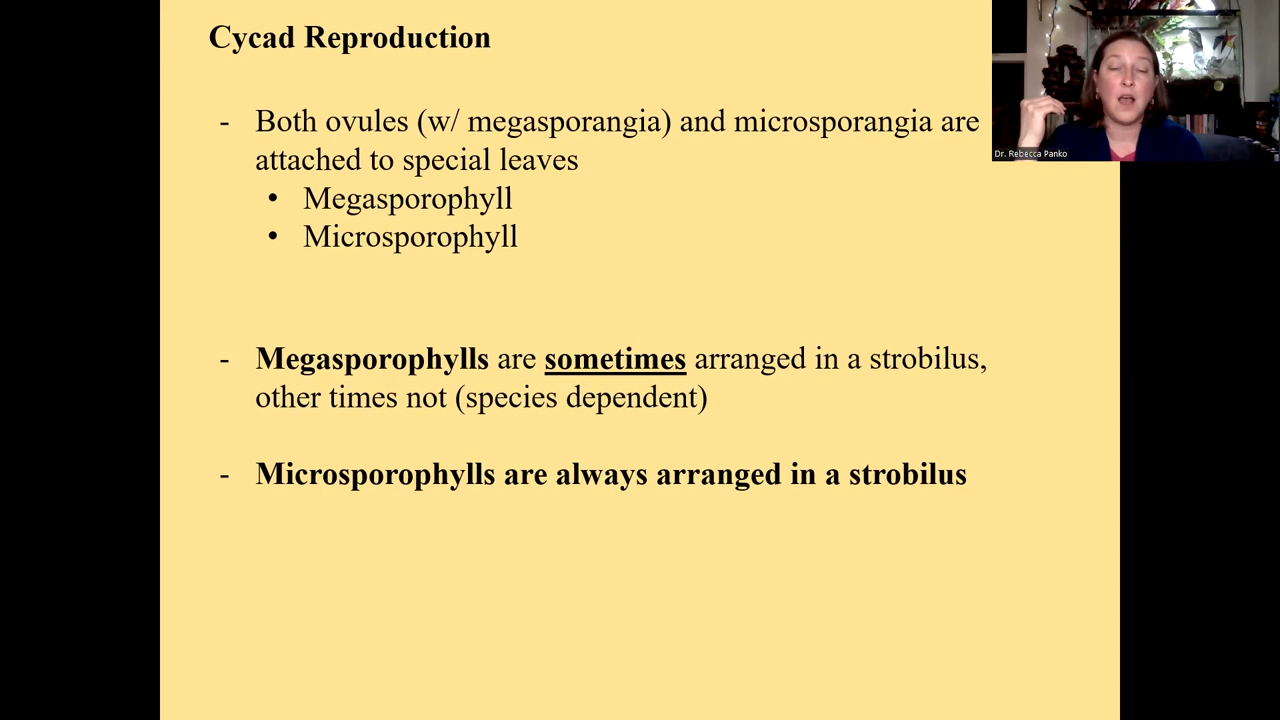 Cycad Reproduction
- Both ovules (w/ megasporangia) and microsporangia are
attached to special leaves
• Megasporophyll
• Microsporophyll
- Megasporophylls are sometimes arranged in a strobilus,
other times not (species dependent)
- Microsporophylls are always arranged in a strobilus
Dr. Rebecca Panko